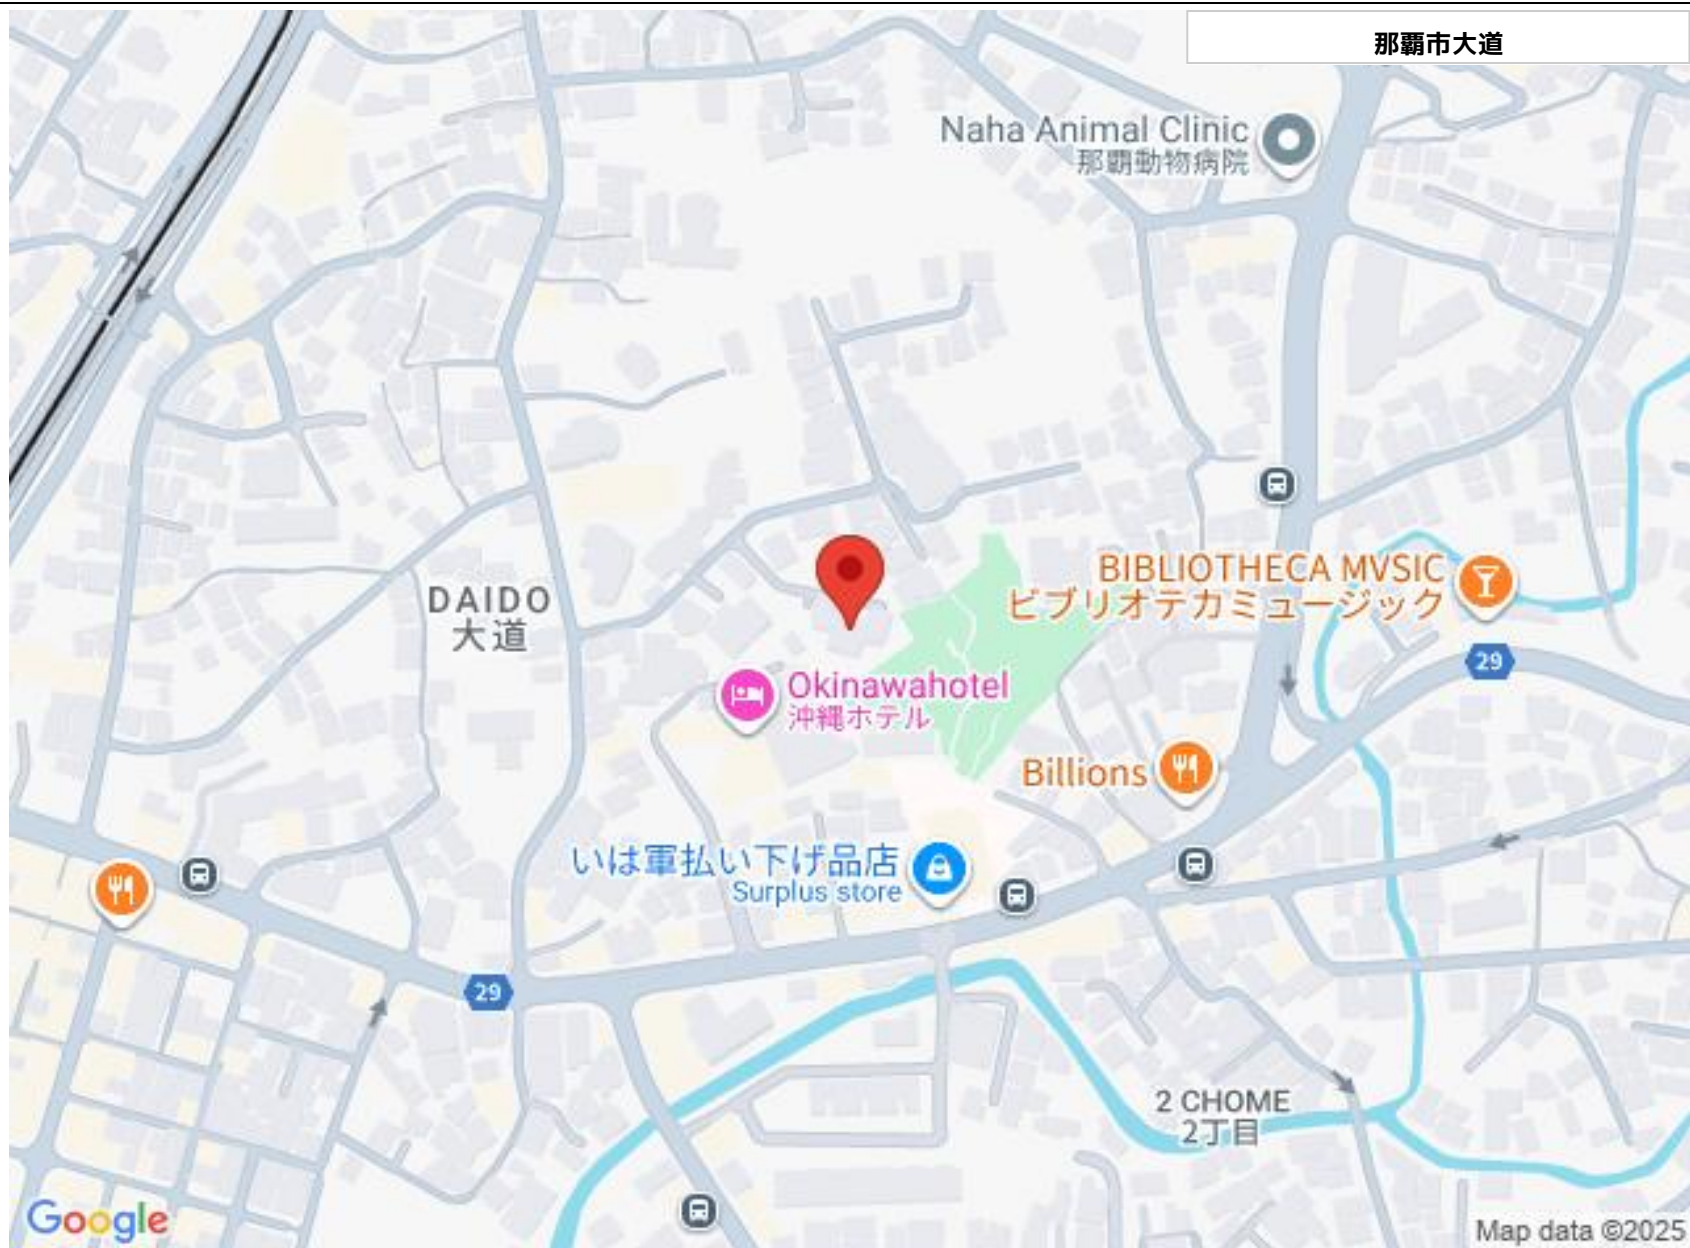 那覇市大道
Naha Animal Clinic
那覇動物病院
BIBLIOTHECA MVSIC
ビブリオテカミュージック
DAIDO
大道
29
Okinawahotel
沖縄ホテル
Billions
いは軍払い下げ品店
Surplus store
29
2 CHOME
2丁目
Google
Map data ©2025